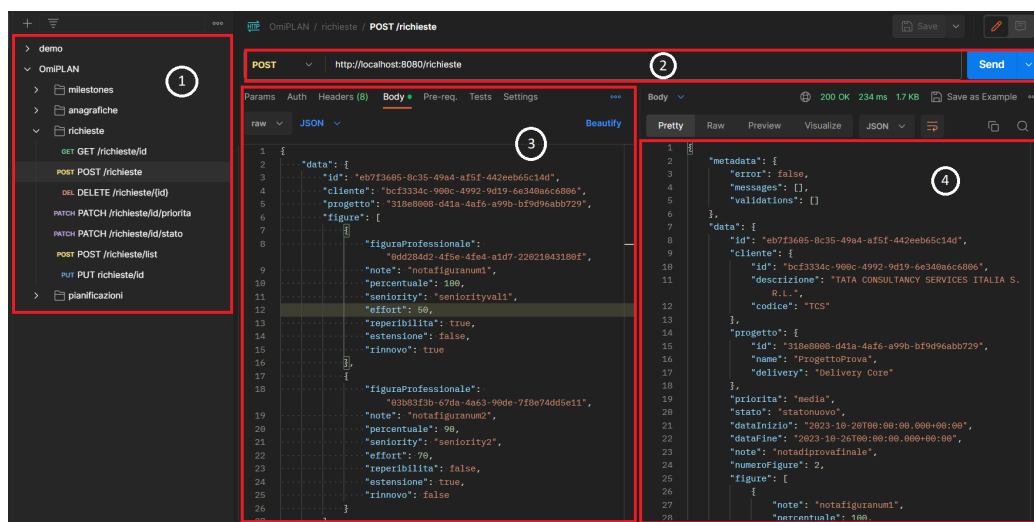 OmiPLAN / richieste / POST /richieste
Save
demo
OmiPLAN
milestones
anagrafiche
richieste
GET GET /richieste/id
POST POST /richieste
DEL DELETE /richieste/{id}
PATCH PATCH /richieste/id/priorita
PATCH PATCH /richieste/id/stato
POST POST /richieste/list
PUT PUT richieste/id
pianificazioni
1
POST http://localhost:8080/richieste
2
Send
Params Auth Headers (8) Body Pre-req. Tests Settings
raw JSON Beautify
3
1 {
2 "data": {
3 "id": "eb7f3605-8c35-49a4-af5f-442eeb65c14d",
4 "cliente": "bcf3334c-900c-4992-9d19-6e340a6c6806",
5 "progetto": "318e8008-d41a-4af6-a99b-bf9d96abb729",
6 "figure": [
7 {
8 "figuraProfessionale":
"0dd284d2-4f5e-4fe4-a1d7-22021043180f",
9 "note": "notafiguranum1",
10 "percentuale": 100,
11 "seniority": "seniorityval1",
12 "effort": 50,
13 "reperibilita": true,
14 "estensione": false,
15 "rinnovo": true
16 },
17 {
18 "figuraProfessionale":
"03b83f3b-67da-4a63-90de-7f8e74dd5e11",
19 "note": "notafiguranum2",
20 "percentuale": 90,
21 "seniority": "seniority2",
22 "effort": 70,
23 "reperibilita": false,
24 "estensione": true,
25 "rinnovo": false
26 }
Body 200 OK 234 ms 1.7 KB Save as Example
Pretty Raw Preview Visualize JSON
4
1 {
2 "metadata": {
3 "error": false,
4 "messages": [],
5 "validations": []
6 },
7 "data": {
8 "id": "eb7f3605-8c35-49a4-af5f-442eeb65c14d",
9 "cliente": {
10 "id": "bcf3334c-900c-4992-9d19-6e340a6c6806",
11 "descrizione": "TATA CONSULTANCY SERVICES ITALIA S.
R.L.",
12 "codice": "TCS"
13 },
14 "progetto": {
15 "id": "318e8008-d41a-4af6-a99b-bf9d96abb729",
16 "name": "ProgettoProva",
17 "delivery": "Delivery Core"
18 },
19 "priorita": "media",
20 "stato": "statonuovo",
21 "dataInizio": "2023-10-20T00:00:00.000+00:00",
22 "dataFine": "2023-10-26T00:00:00.000+00:00",
23 "note": "notadiprovafinale",
24 "numeroFigure": 2,
25 "figure": [
26 {
27 "note": "notafiguranum1",
28 "percentuale": 100,